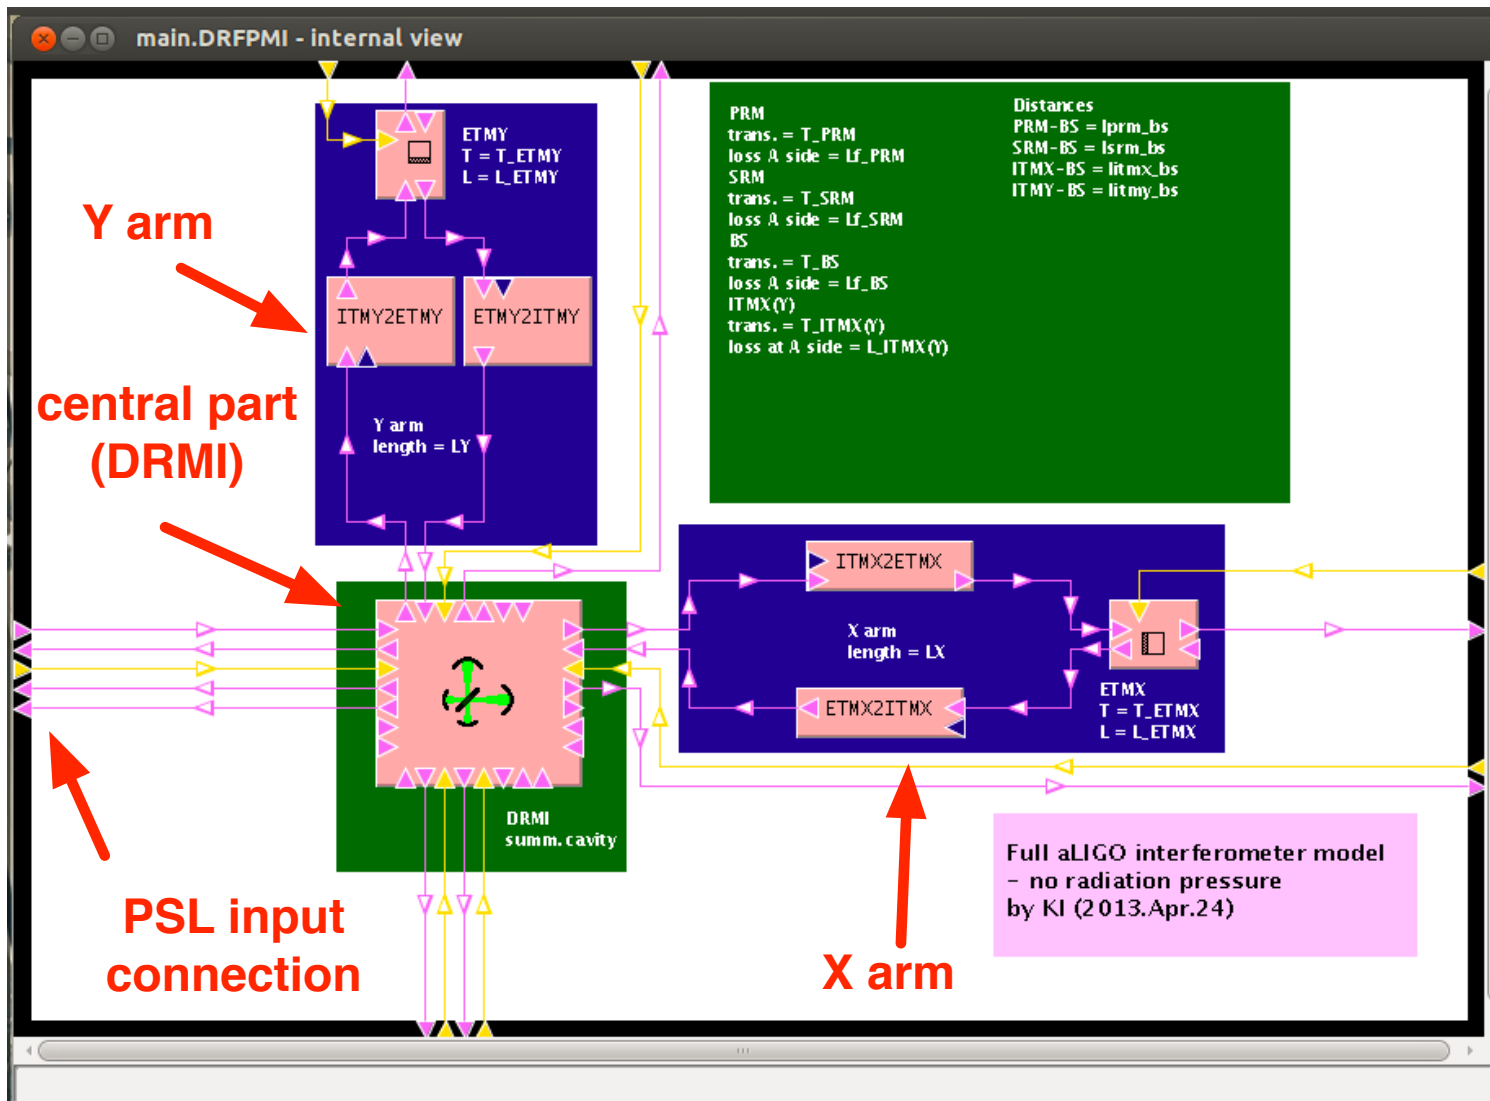 main.DRFPMI - internal view
ETMY
T = T_ETMY
L = L_ETMY
Y arm
ITMY2ETMY
ETMY2ITMY
central part
(DRMI)
Y arm
length = LY
PRM
trans. = T_PRM
loss A side = Lf_PRM
SRM
trans. = T_SRM
loss A side = Lf_SRM
BS
trans. = T_BS
loss A side = Lf_BS
ITMX(Y)
trans. = T_ITMX(Y)
loss at A side = L_ITMX(Y)
Distances
PRM-BS = lprm_bs
SRM-BS = lsrm_bs
ITMX-BS = litmx_bs
ITMY-BS = litmy_bs
ITMX2ETMX
X arm
length = LX
ETMX2ITMX
ETMX
T = T_ETMX
L = L_ETMX
DRMI
summ.cavity
PSL input
connection
X arm
Full aLIGO interferometer model
- no radiation pressure
by KI (2013.Apr.24)